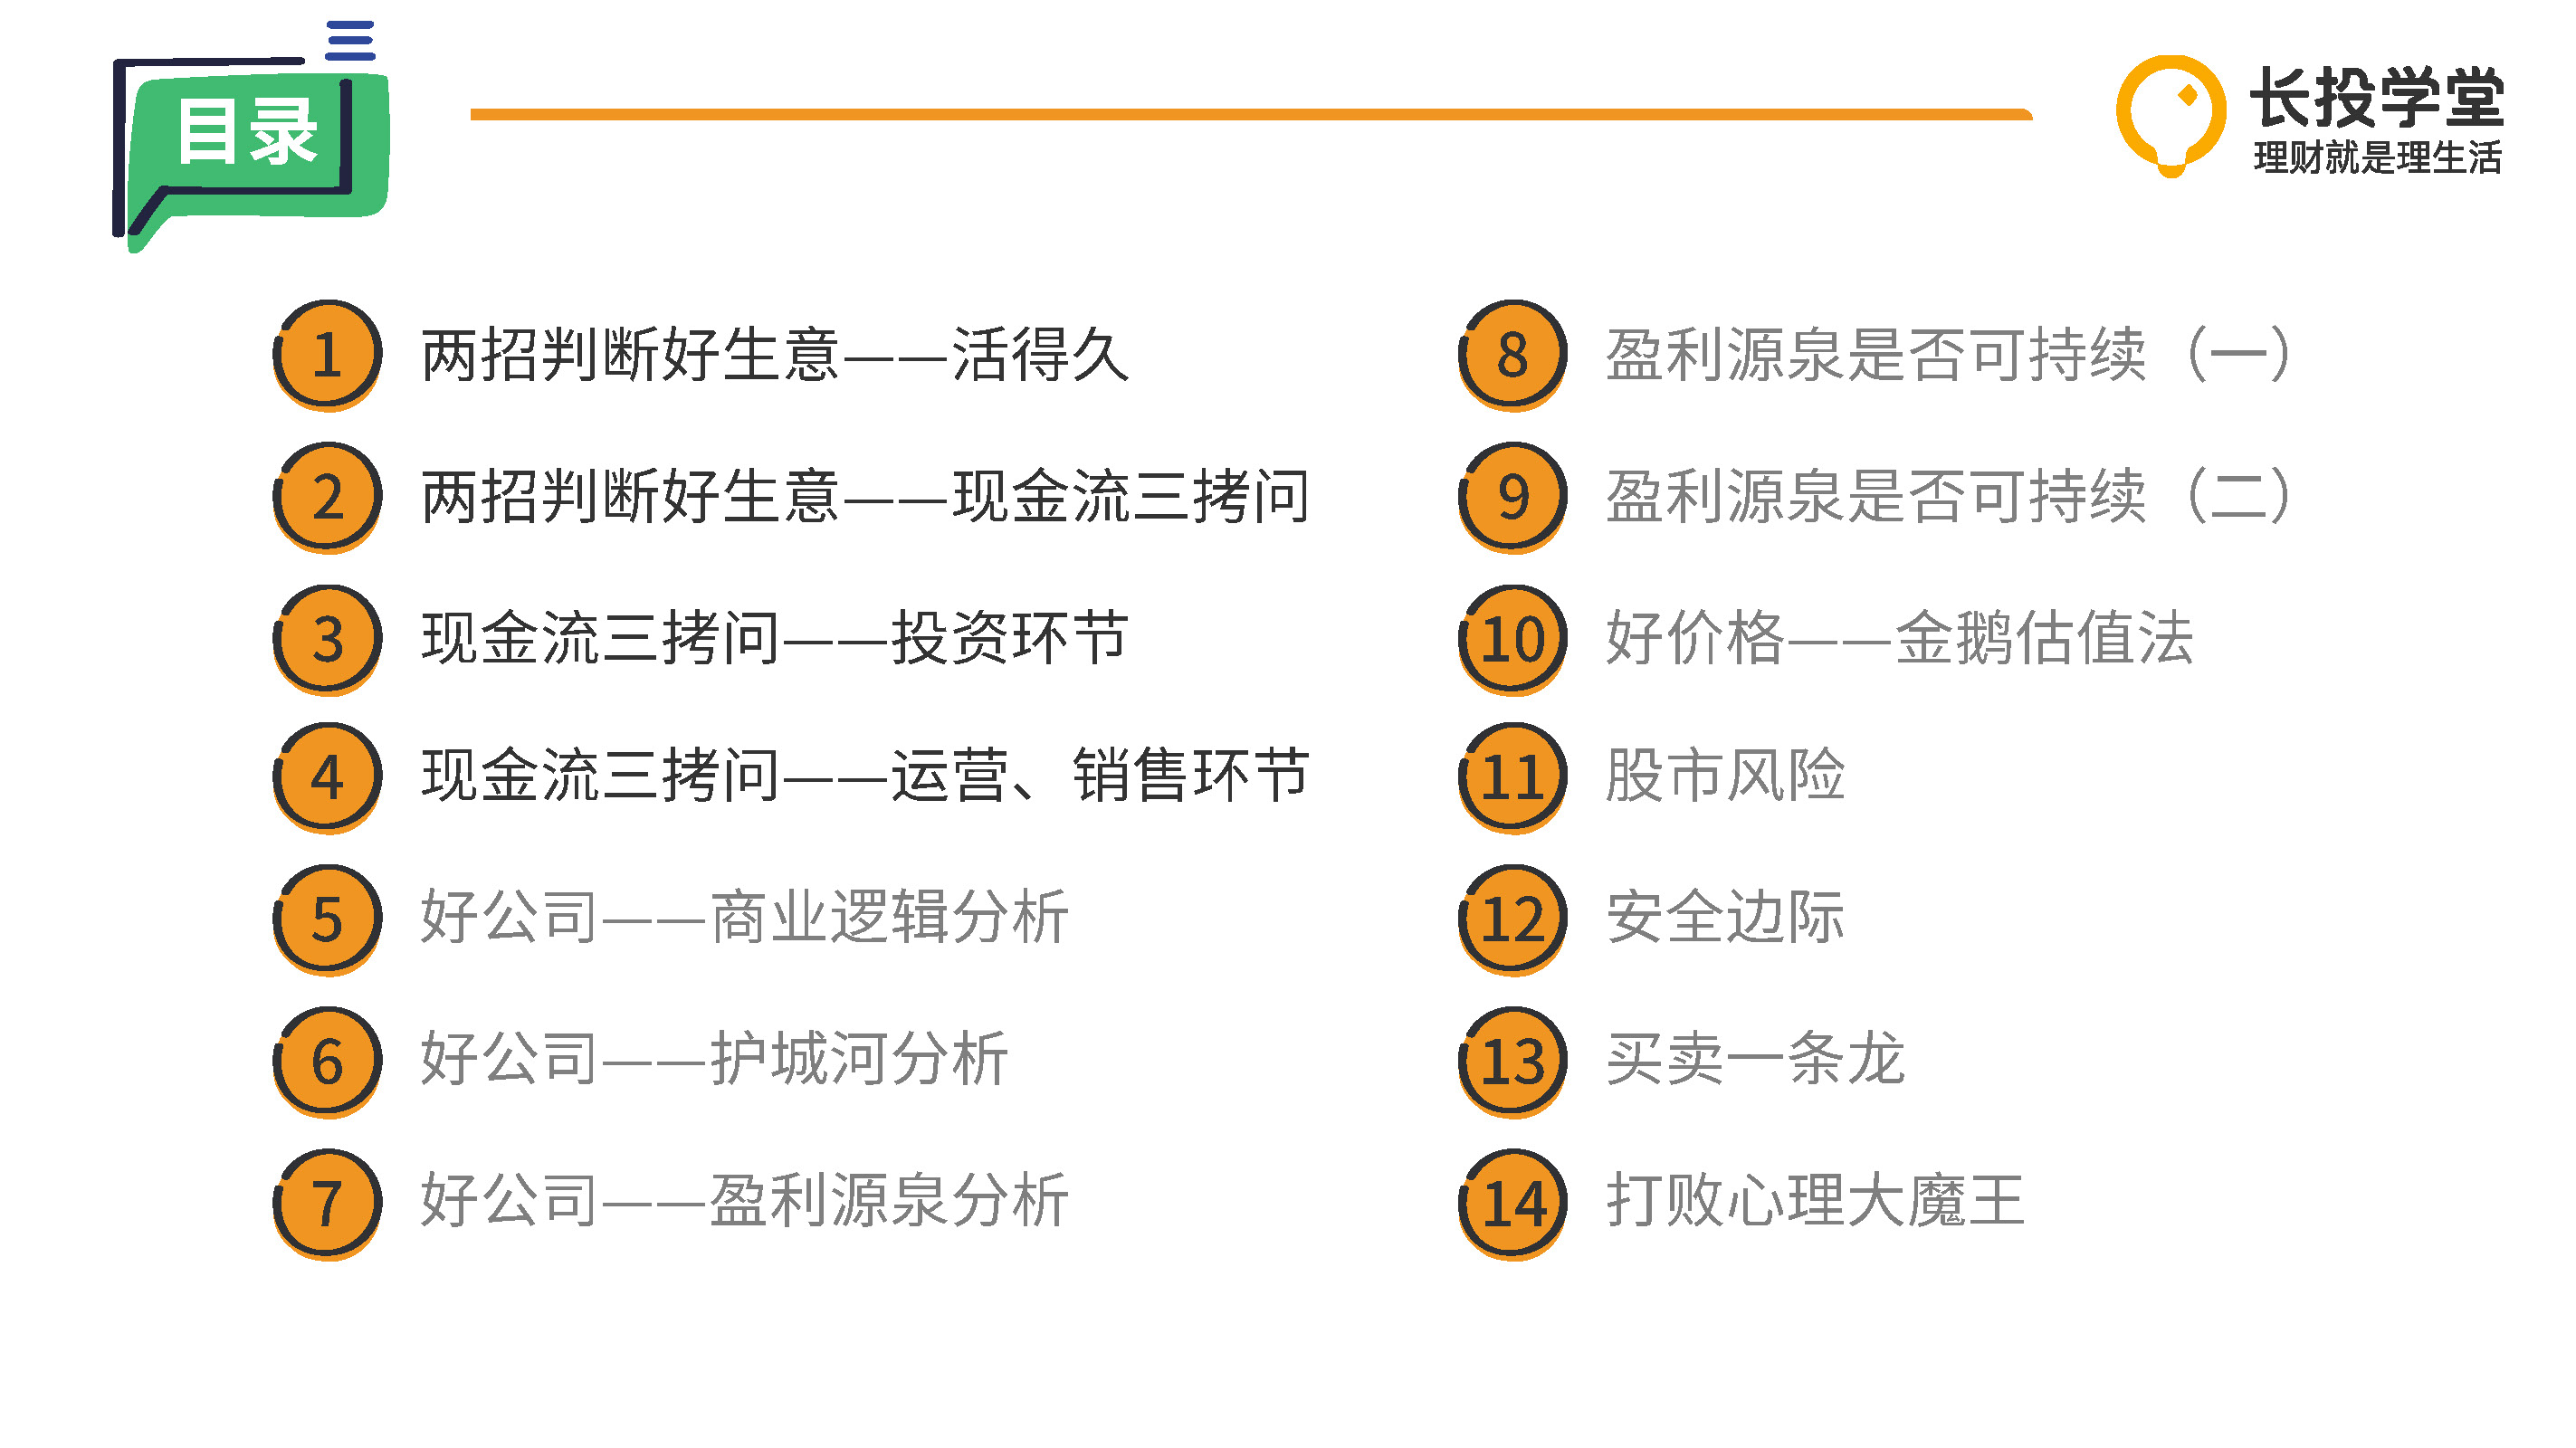 目录
长投学堂
理财就是理生活
1 两招判断好生意——活得久
2 两招判断好生意——现金流三拷问
3 现金流三拷问——投资环节
4 现金流三拷问——运营、销售环节
5 好公司——商业逻辑分析
6 好公司——护城河分析
7 好公司——盈利源泉分析
8 盈利源泉是否可持续（一）
9 盈利源泉是否可持续（二）
10 好价格——金鹅估值法
11 股市风险
12 安全边际
13 买卖一条龙
14 打败心理大魔王